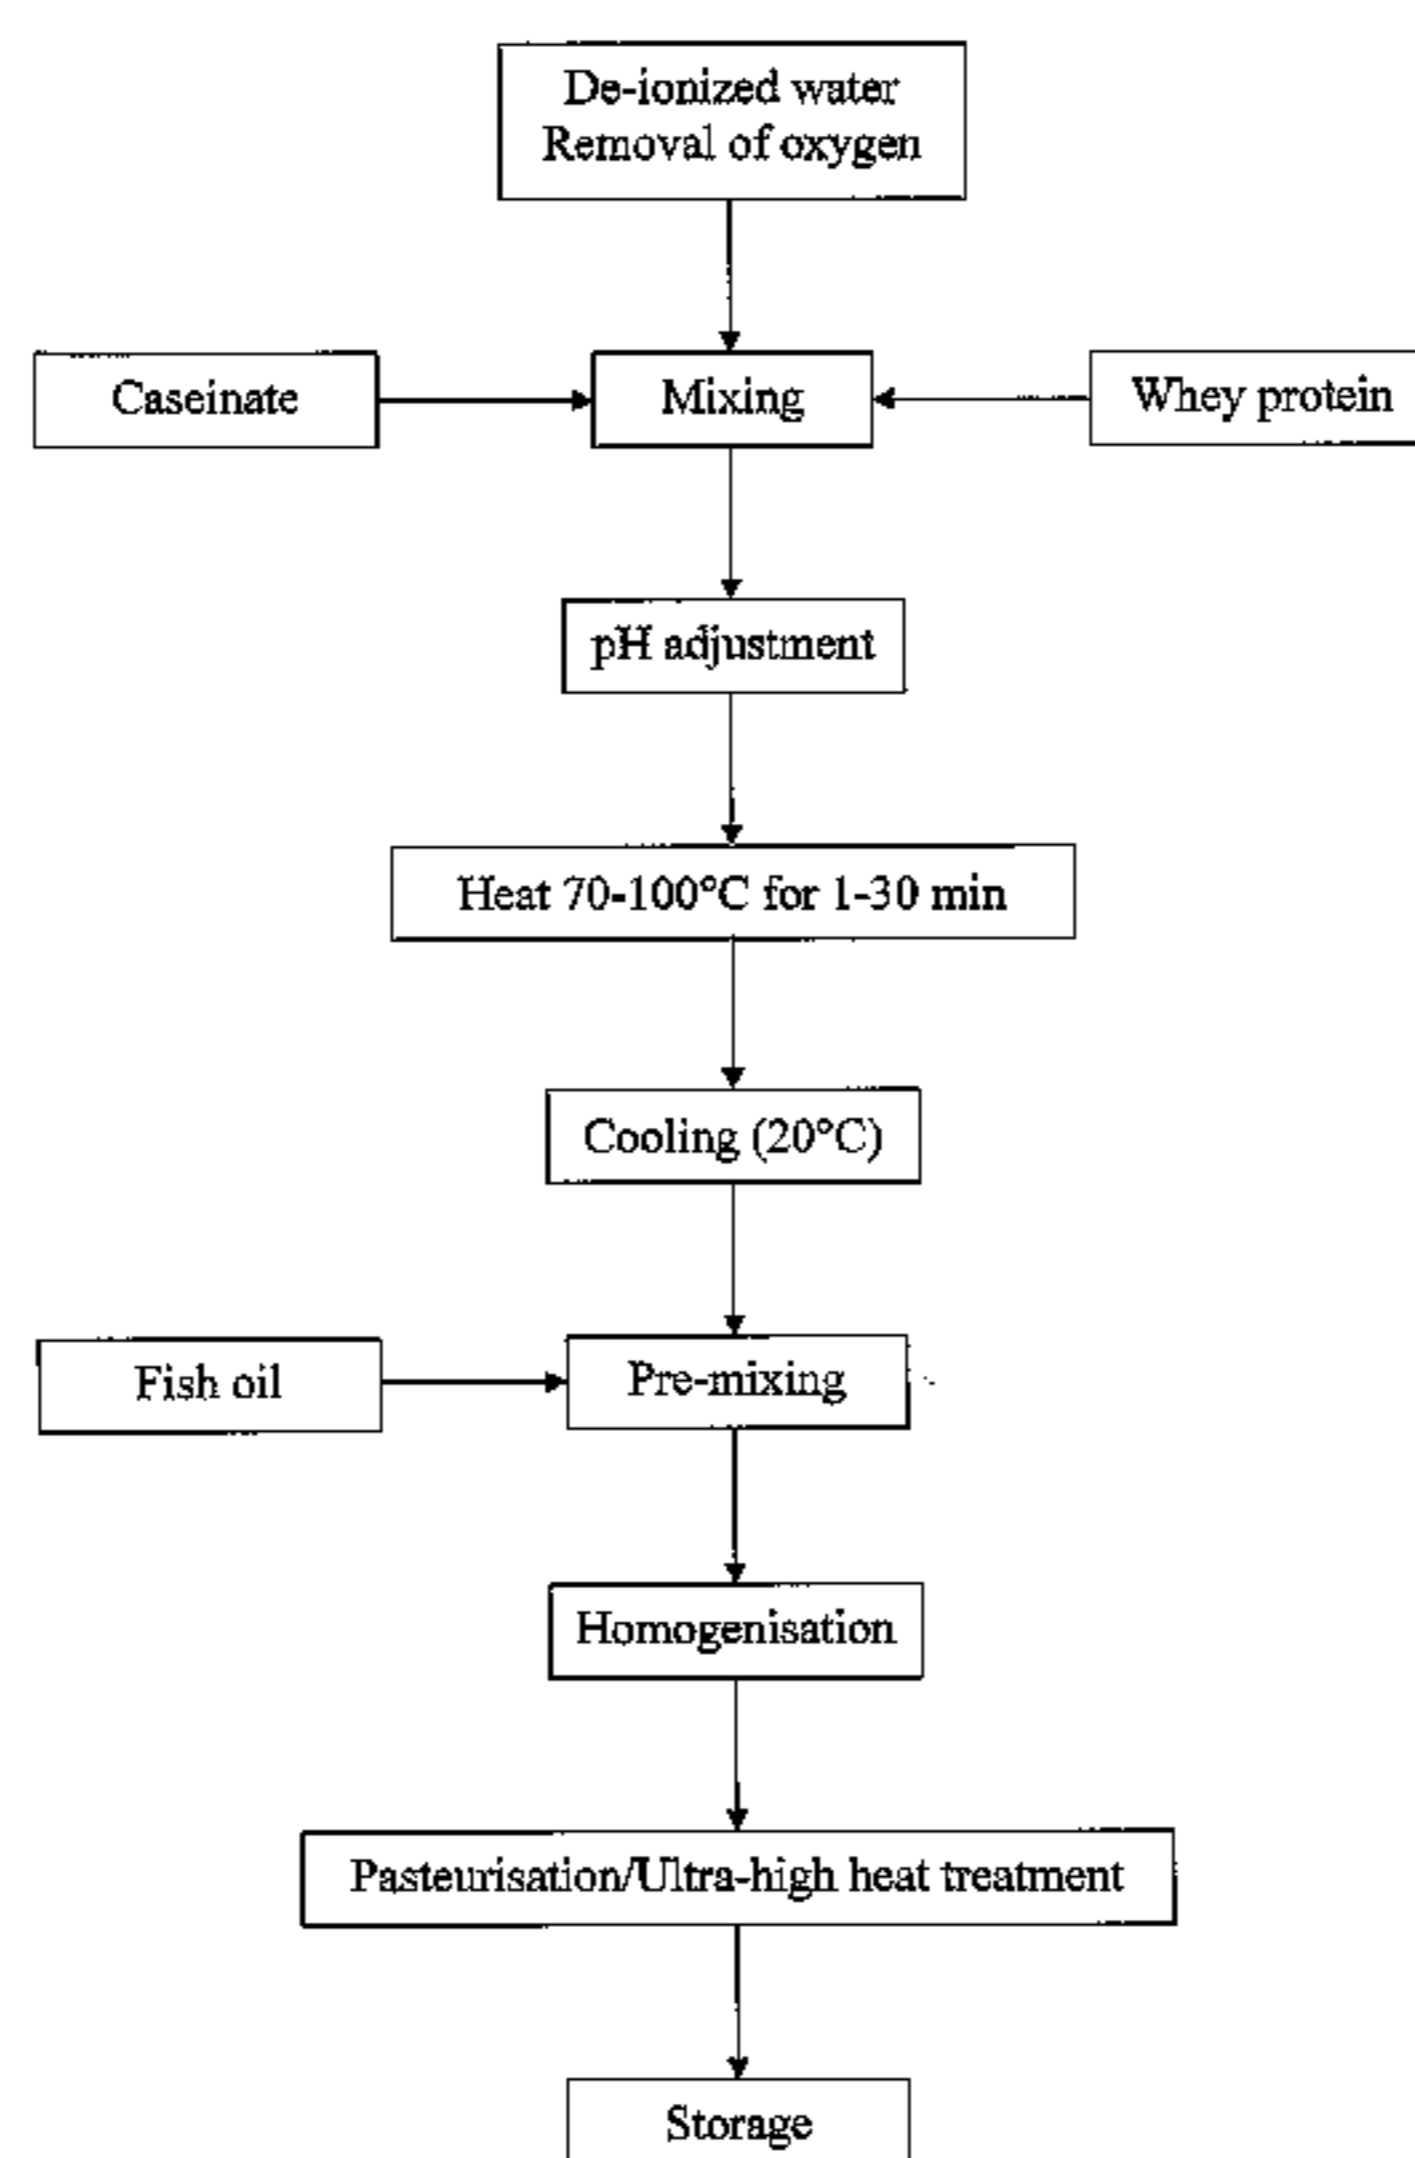 De-ionized water
Removal of oxygen
Caseinate
Mixing
Whey protein
pH adjustment
Heat 70-100°C for 1-30 min
Cooling (20°C)
Fish oil
Pre-mixing
Homogenisation
Pasteurisation/Ultra-high heat treatment
Storage